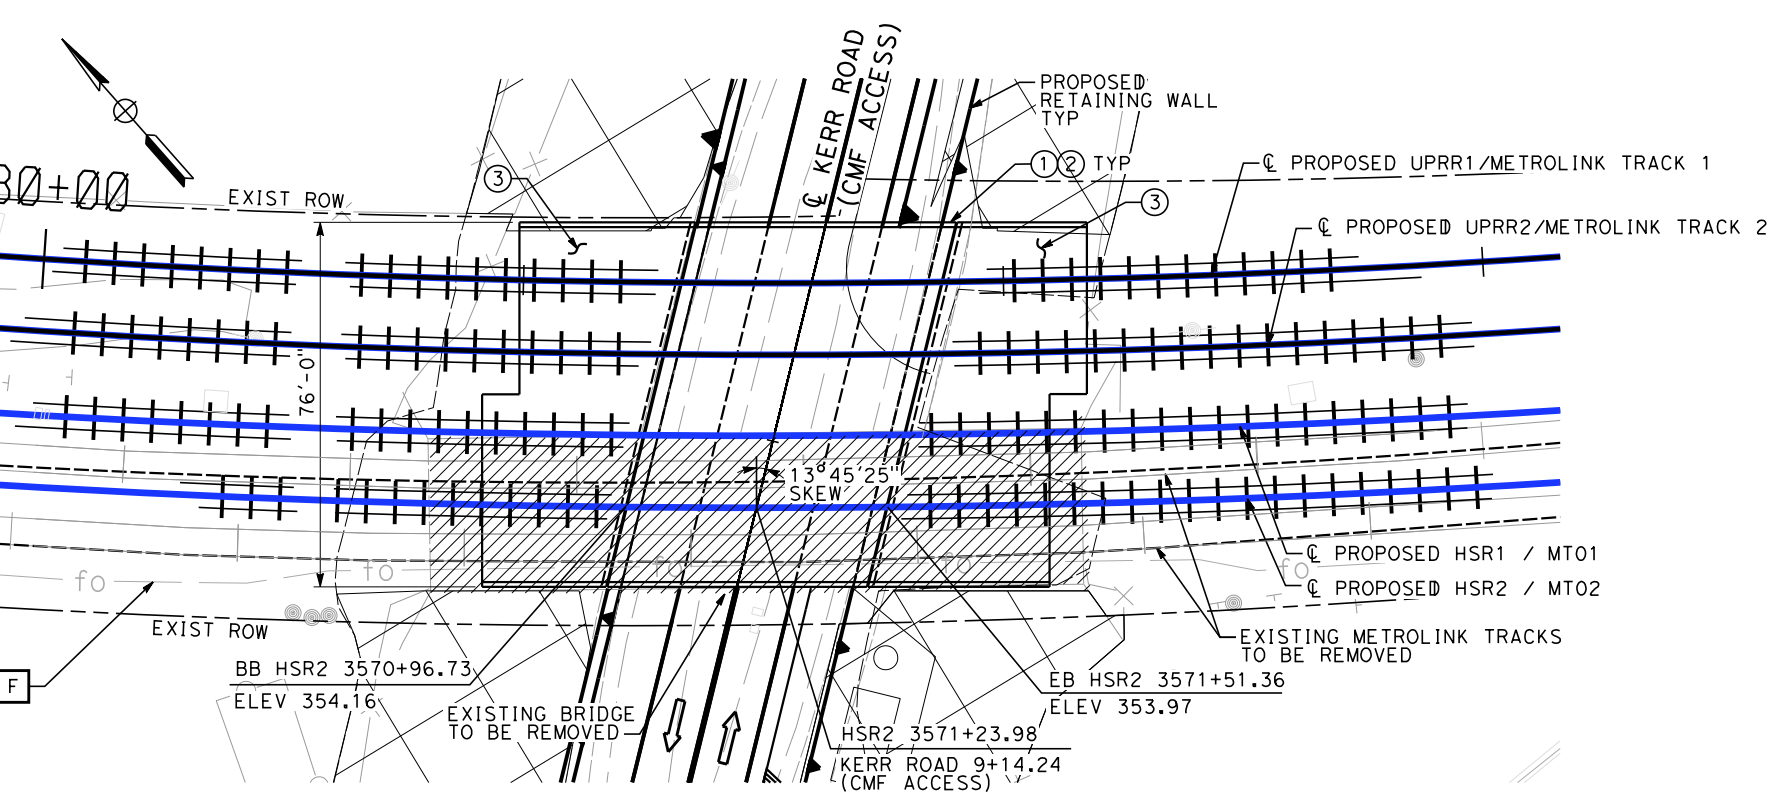 ℄ KERR ROAD
(CMF ACCESS)
PROPOSED
RETAINING WALL
TYP
1 2 TYP
℄ PROPOSED UPRR1/METROLINK TRACK 1
3
3
80+00
EXIST ROW
℄ PROPOSED UPRR2/METROLINK TRACK 2
76'-0"
13°45'25"
SKEW
℄ PROPOSED HSR1 / MT01
fo
fo
fo
fo
fo
℄ PROPOSED HSR2 / MT02
EXIST ROW
EXISTING METROLINK TRACKS
TO BE REMOVED
BB HSR2 3570+96.73
ELEV 354.16
F
EB HSR2 3571+51.36
ELEV 353.97
EXISTING BRIDGE
TO BE REMOVED
HSR2 3571+23.98
KERR ROAD 9+14.24
(CMF ACCESS)